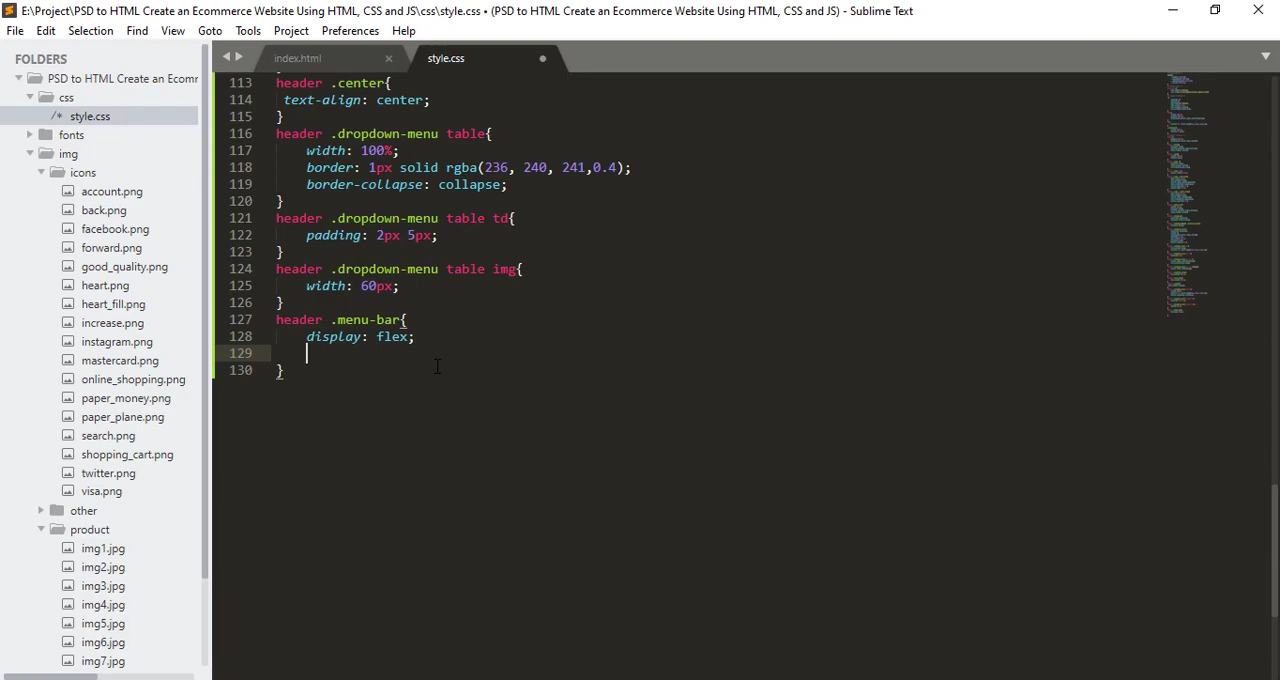 E:\Project\PSD to HTML Create an Ecommerce Website Using HTML, CSS and JS\css\style.css • (PSD to HTML Create an Ecommerce Website Using HTML, CSS and JS) - Sublime Text
File Edit Selection Find View Goto Tools Project Preferences Help
FOLDERS
PSD to HTML Create an Ecomr
css
/* style.css
fonts
img
icons
account.png
back.png
facebook.png
forward.png
good_quality.png
heart.png
heart_fill.png
increase.png
instagram.png
mastercard.png
online_shopping.png
paper_money.png
paper_plane.png
search.png
shopping_cart.png
twitter.png
visa.png
other
product
img1.jpg
img2.jpg
img3.jpg
img4.jpg
img5.jpg
img6.jpg
img7.jpg
index.html
style.css
113 header .center{
114 text-align: center;
115 }
116 header .dropdown-menu table{
117 width: 100%;
118 border: 1px solid rgba(236, 240, 241,0.4);
119 border-collapse: collapse;
120 }
121 header .dropdown-menu table td{
122 padding: 2px 5px;
123 }
124 header .dropdown-menu table img{
125 width: 60px;
126 }
127 header .menu-bar{
128 display: flex;
129
130 }